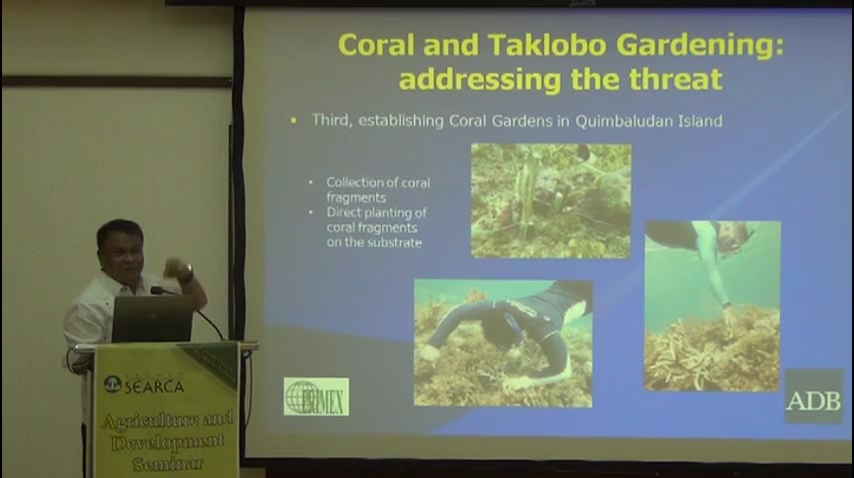 Coral and Taklobo Gardening:
addressing the threat
• Third, establishing Coral Gardens in Quimbaludan Island
• Collection of coral
fragments
• Direct planting of
coral fragments
on the substrate
PRIMEX
ADB
SEARCA
Agriculture and
Development
Seminar